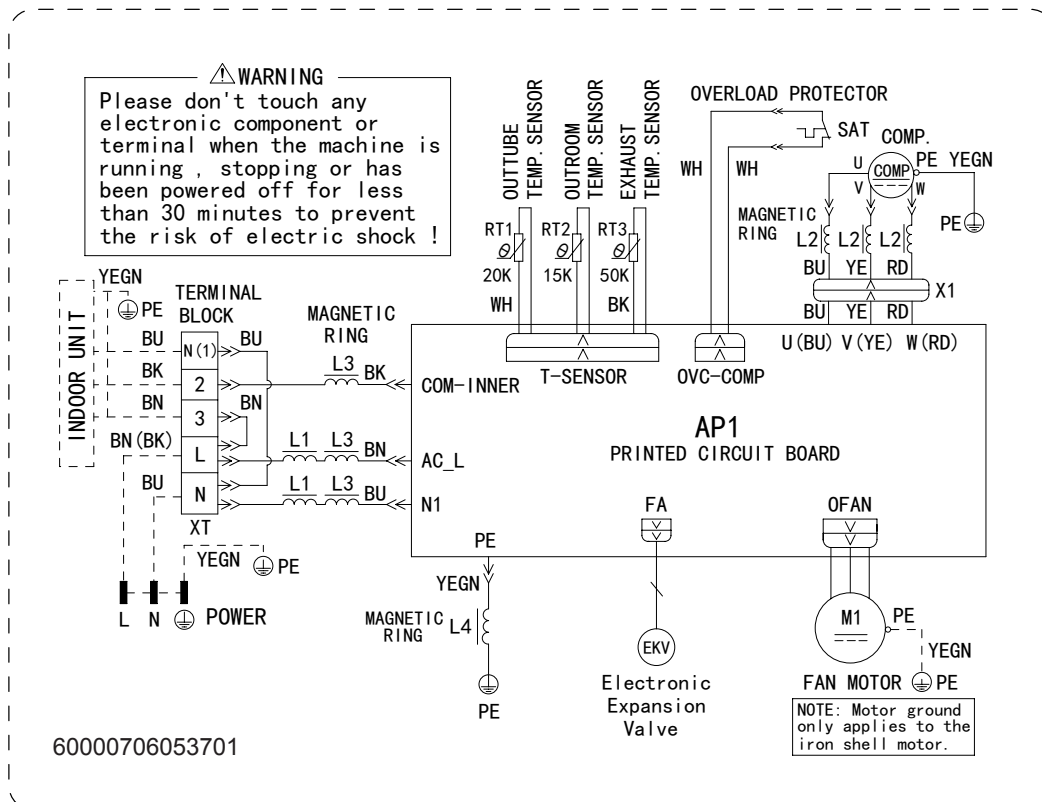 ⚠WARNING
Please don't touch any
electronic component or
terminal when the machine is
running , stopping or has
been powered off for less
than 30 minutes to prevent
the risk of electric shock !
OUTTUBE
TEMP. SENSOR
OUTROOM
TEMP. SENSOR
EXHAUST
TEMP. SENSOR
RT1
RT2
RT3
20K
15K
50K
WH
BK
T-SENSOR
OVERLOAD PROTECTOR
SAT
WH
WH
OVC-COMP
COMP.
U
COMP
PE YEGN
V
W
PE
MAGNETIC
RING
L2
L2
L2
BU
YE
RD
X1
BU
YE
RD
U(BU)
V(YE)
W(RD)
YEGN
PE
INDOOR UNIT
TERMINAL
BLOCK
BU
N(1)
BU
BK
2
BN
3
BN
BN(BK)
L
BU
N
XT
MAGNETIC
RING
L3
BK
COM-INNER
L1
L3
BN
AC_L
L1
L3
BU
N1
AP1
PRINTED CIRCUIT BOARD
YEGN
PE
L
N
POWER
PE
YEGN
MAGNETIC
RING
L4
PE
FA
EKV
Electronic
Expansion
Valve
OFAN
M1
PE
YEGN
FAN MOTOR
PE
NOTE: Motor ground
only applies to the
iron shell motor.
60000706053701